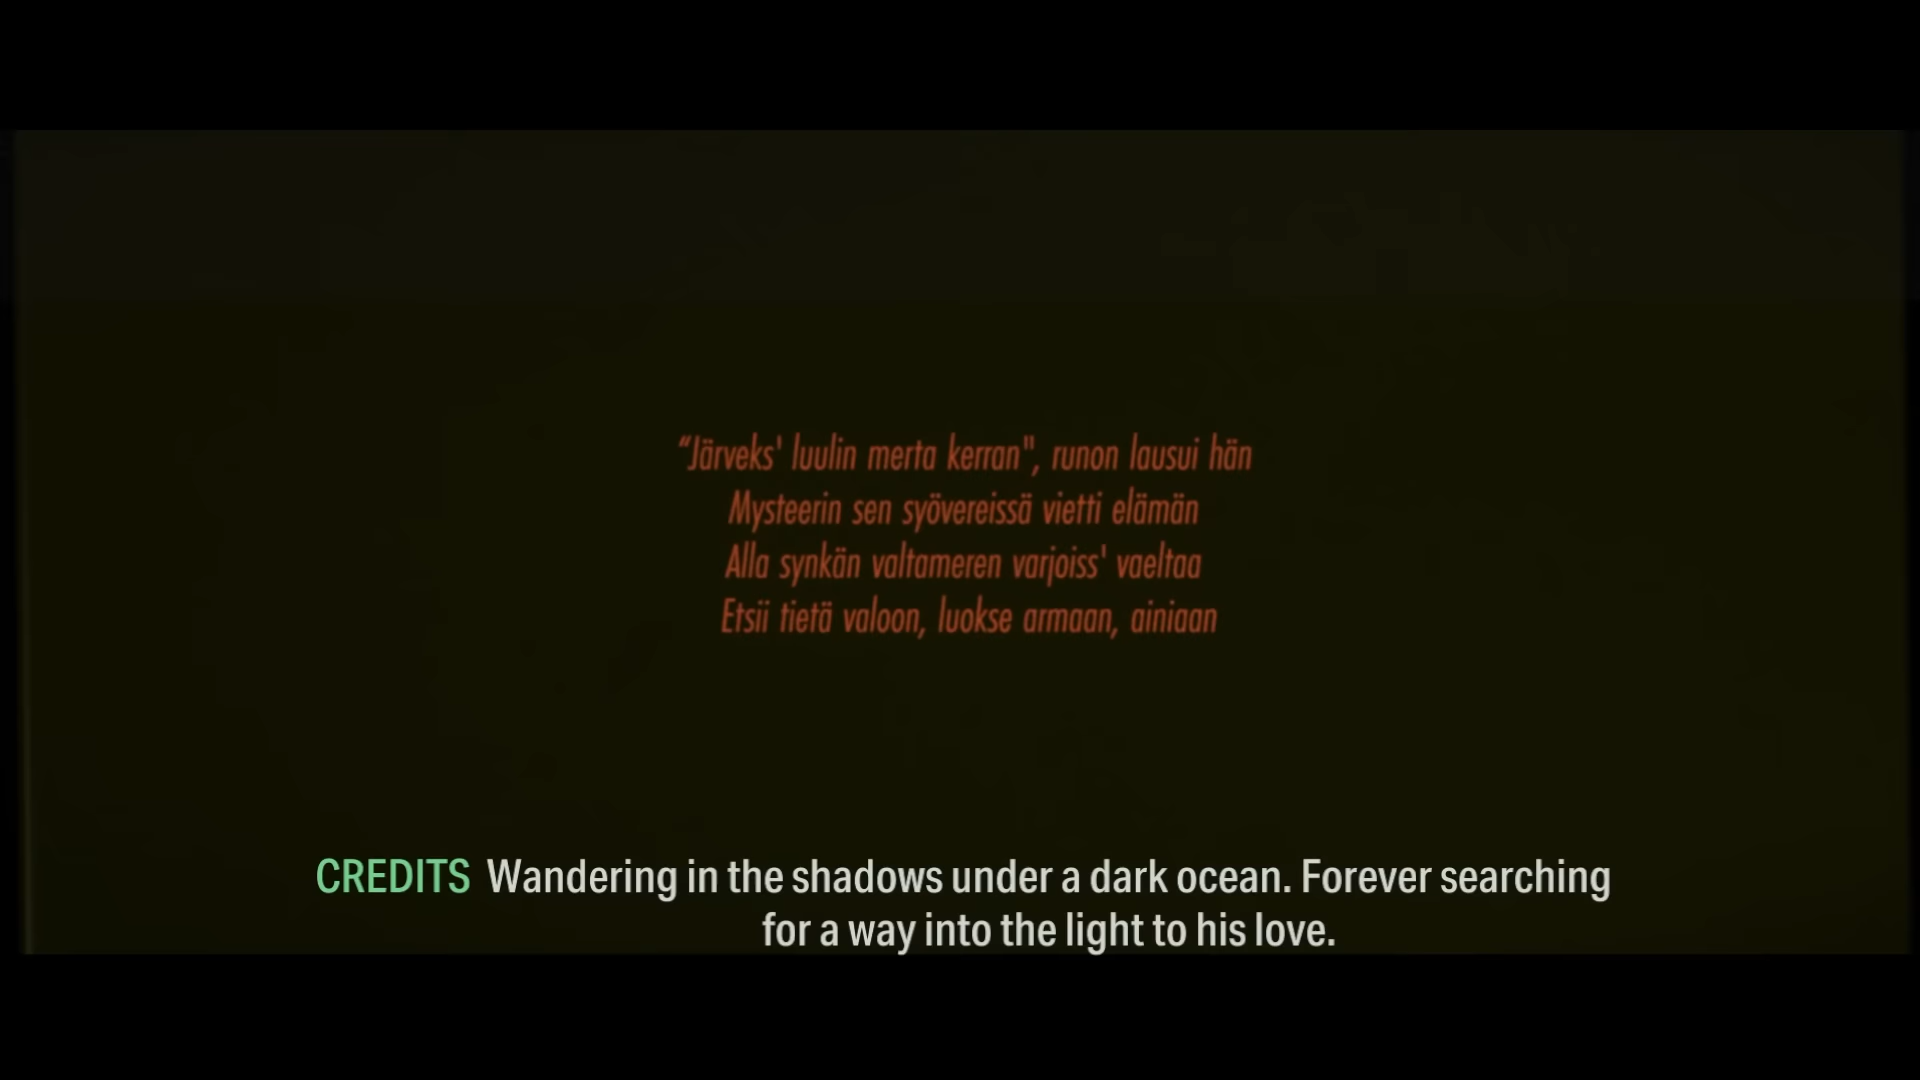 “Järveks' luulin merta kerran", runon lausui hän
Mysteerin sen syövereissä vietti elämän
Alla synkän valtameren varjoiss' vaeltaa
Etsii tietä valoon, luokse armaan, ainiaan
CREDITS Wandering in the shadows under a dark ocean. Forever searching
for a way into the light to his love.